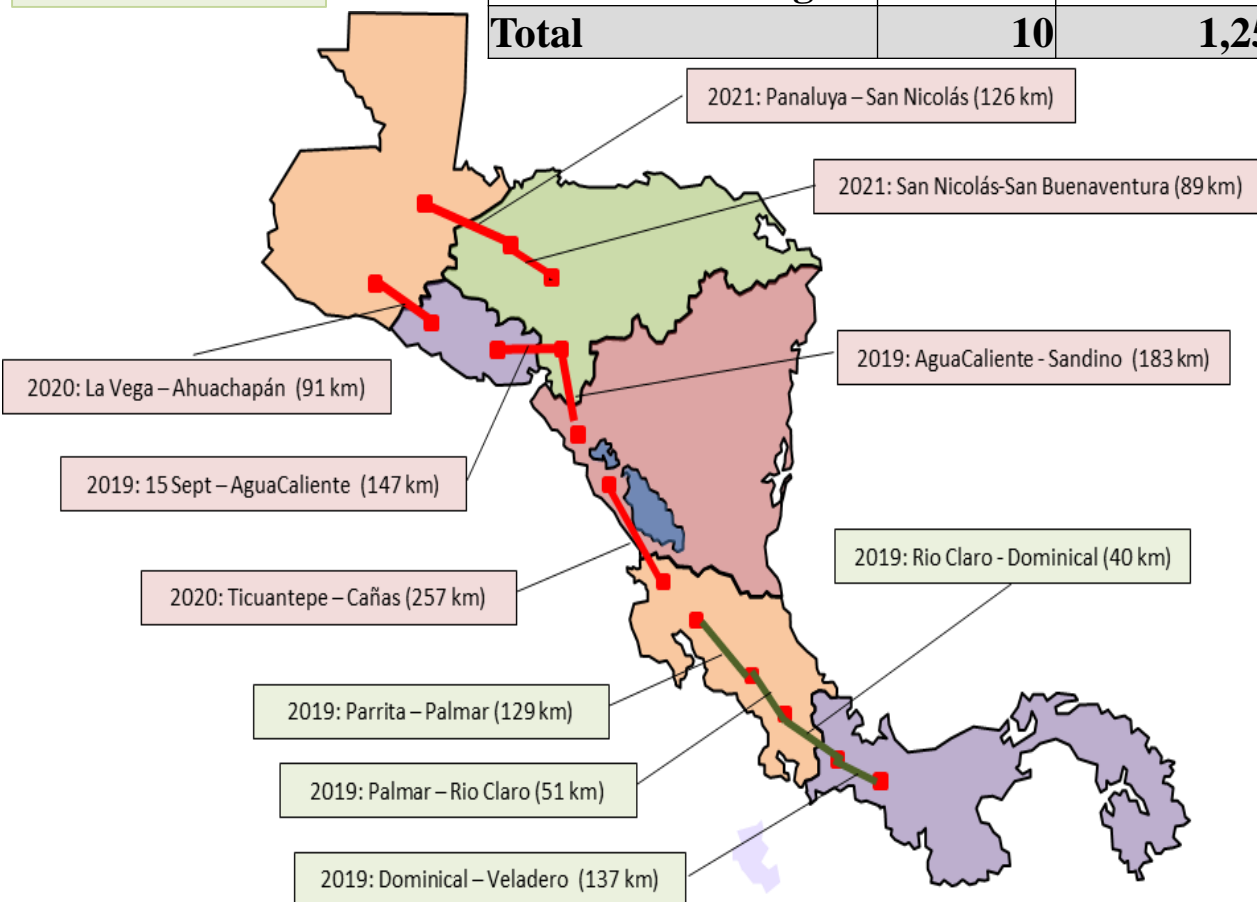 Total 10 1,25
2021: Panaluya – San Nicolás (126 km)
2021: San Nicolás-San Buenaventura (89 km)
2019: AguaCaliente - Sandino (183 km)
2020: La Vega – Ahuachapán (91 km)
2019: 15 Sept – AguaCaliente (147 km)
2019: Rio Claro - Dominical (40 km)
2020: Ticuantepe – Cañas (257 km)
2019: Parrita – Palmar (129 km)
2019: Palmar – Rio Claro (51 km)
2019: Dominical – Veladero (137 km)